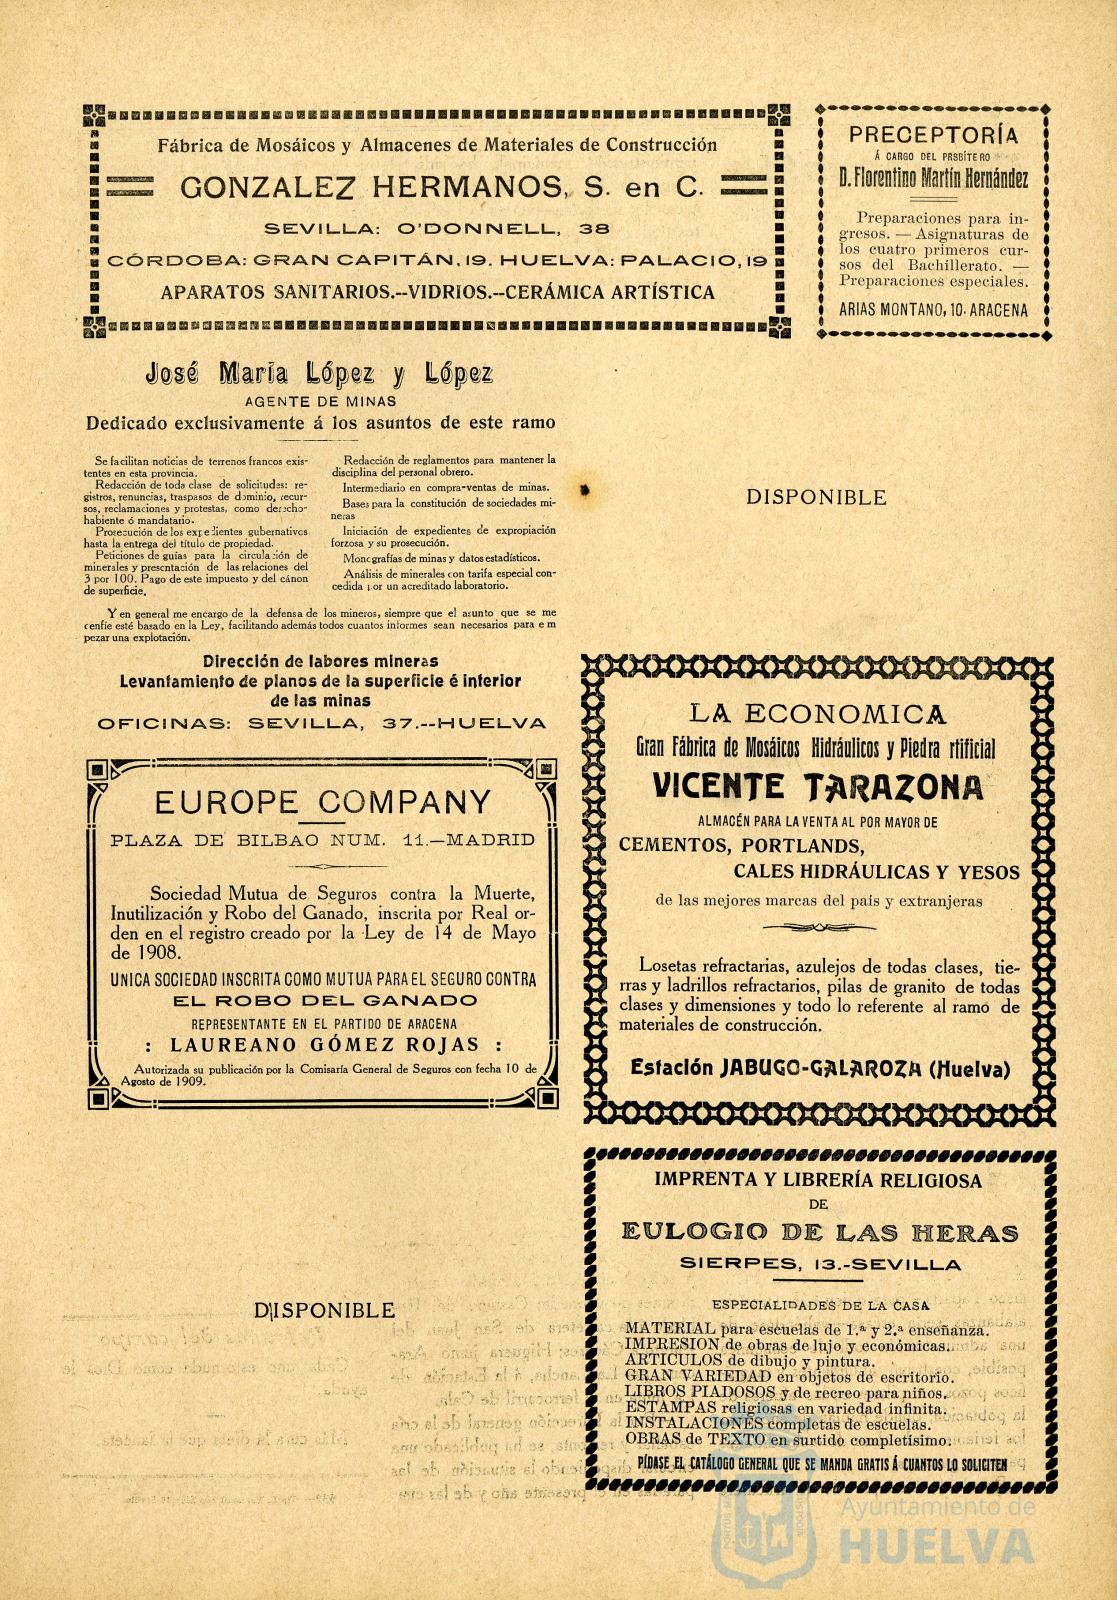 Fábrica de Mosáicos y Almacenes de Materiales de Construcción
GONZALEZ HERMANOS, S. en C.
SEVILLA: O'DONNELL, 38
CÓRDOBA: GRAN CAPITÁN, 19. HUELVA: PALACIO, 19
APARATOS SANITARIOS.--VIDRIOS.--CERÁMICA ARTÍSTICA
PRECEPTORÍA
Á CARGO DEL PRSBÍTERO
D. Florentino Martín Hernández
Preparaciones para in-
gresos. — Asignaturas de
los cuatro primeros cur-
sos del Bachillerato. —
Preparaciones especiales.
ARIAS MONTANO, 10. ARACENA
José María López y López
AGENTE DE MINAS
Dedicado exclusivamente á los asuntos de este ramo
Se facilitan noticias de terrenos francos exis-
tentes en esta provincia.
Redacción de toda clase de solicitudes: re-
gistros, renuncias, traspasos de dominio, recur-
sos, reclamaciones y protestas, como derecho-
habiente ó mandatario.
Prosecución de los expedientes gubernativos
hasta la entrega del título de propiedad.
Peticiones de guías para la circulación de
minerales y presentación de las relaciones del
3 por 100. Pago de este impuesto y del cánon
de superficie.
Redacción de reglamentos para mantener la
disciplina del personal obrero.
Intermediario en compra-ventas de minas.
Bases para la constitución de sociedades mi-
neras
Iniciación de expedientes de expropiación
forzosa y su prosecución.
Monografías de minas y datos estadísticos.
Análisis de minerales con tarifa especial con-
cedida por un acreditado laboratorio.
Y en general me encargo de la defensa de los mineros, siempre que el asunto que se me
confíe esté basado en la Ley, facilitando además todos cuantos informes sean necesarios para e m
pezar una explotación.
Dirección de labores mineras
Levantamiento de planos de la superficie é interior
de las minas
OFICINAS: SEVILLA, 37.--HUELVA
DISPONIBLE
EUROPE COMPANY
PLAZA DE BILBAO NUM. 11.—MADRID
Sociedad Mutua de Seguros contra la Muerte,
Inutilización y Robo del Ganado, inscrita por Real or-
den en el registro creado por la Ley de 14 de Mayo
de 1908.
UNICA SOCIEDAD INSCRITA COMO MUTUA PARA EL SEGURO CONTRA
EL ROBO DEL GANADO
REPRESENTANTE EN EL PARTIDO DE ARACENA
: LAUREANO GÓMEZ ROJAS :
Autorizada su publicación por la Comisaría General de Seguros con fecha 10 de
Agosto de 1909.
LA ECONOMICA
Gran Fábrica de Mosáicos Hidráulicos y Piedra rtificial
VICENTE TARAZONA
ALMACÉN PARA LA VENTA AL POR MAYOR DE
CEMENTOS, PORTLANDS,
CALES HIDRÁULICAS Y YESOS
de las mejores marcas del país y extranjeras
Losetas refractarias, azulejos de todas clases, tie-
rras y ladrillos refractarios, pilas de granito de todas
clases y dimensiones y todo lo referente al ramo de
materiales de construcción.
Estación JABUGO-GALAROZA (Huelva)
DISPONIBLE
IMPRENTA Y LIBRERÍA RELIGIOSA
DE
EULOGIO DE LAS HERAS
SIERPES, 13.-SEVILLA
ESPECIALIDADES DE LA CASA
MATERIAL para escuelas de 1.ª y 2.ª enseñanza.
IMPRESION de obras de lujo y económicas.
ARTICULOS de dibujo y pintura.
GRAN VARIEDAD en objetos de escritorio.
LIBROS PIADOSOS y de recreo para niños.
ESTAMPAS religiosas en variedad infinita.
INSTALACIONES completas de escuelas.
OBRAS de TEXTO en surtido completísimo.
PÍDASE EL CATÁLOGO GENERAL QUE SE MANDA GRATIS Á CUANTOS LO SOLICITEN
Ayuntamiento de
HUELVA